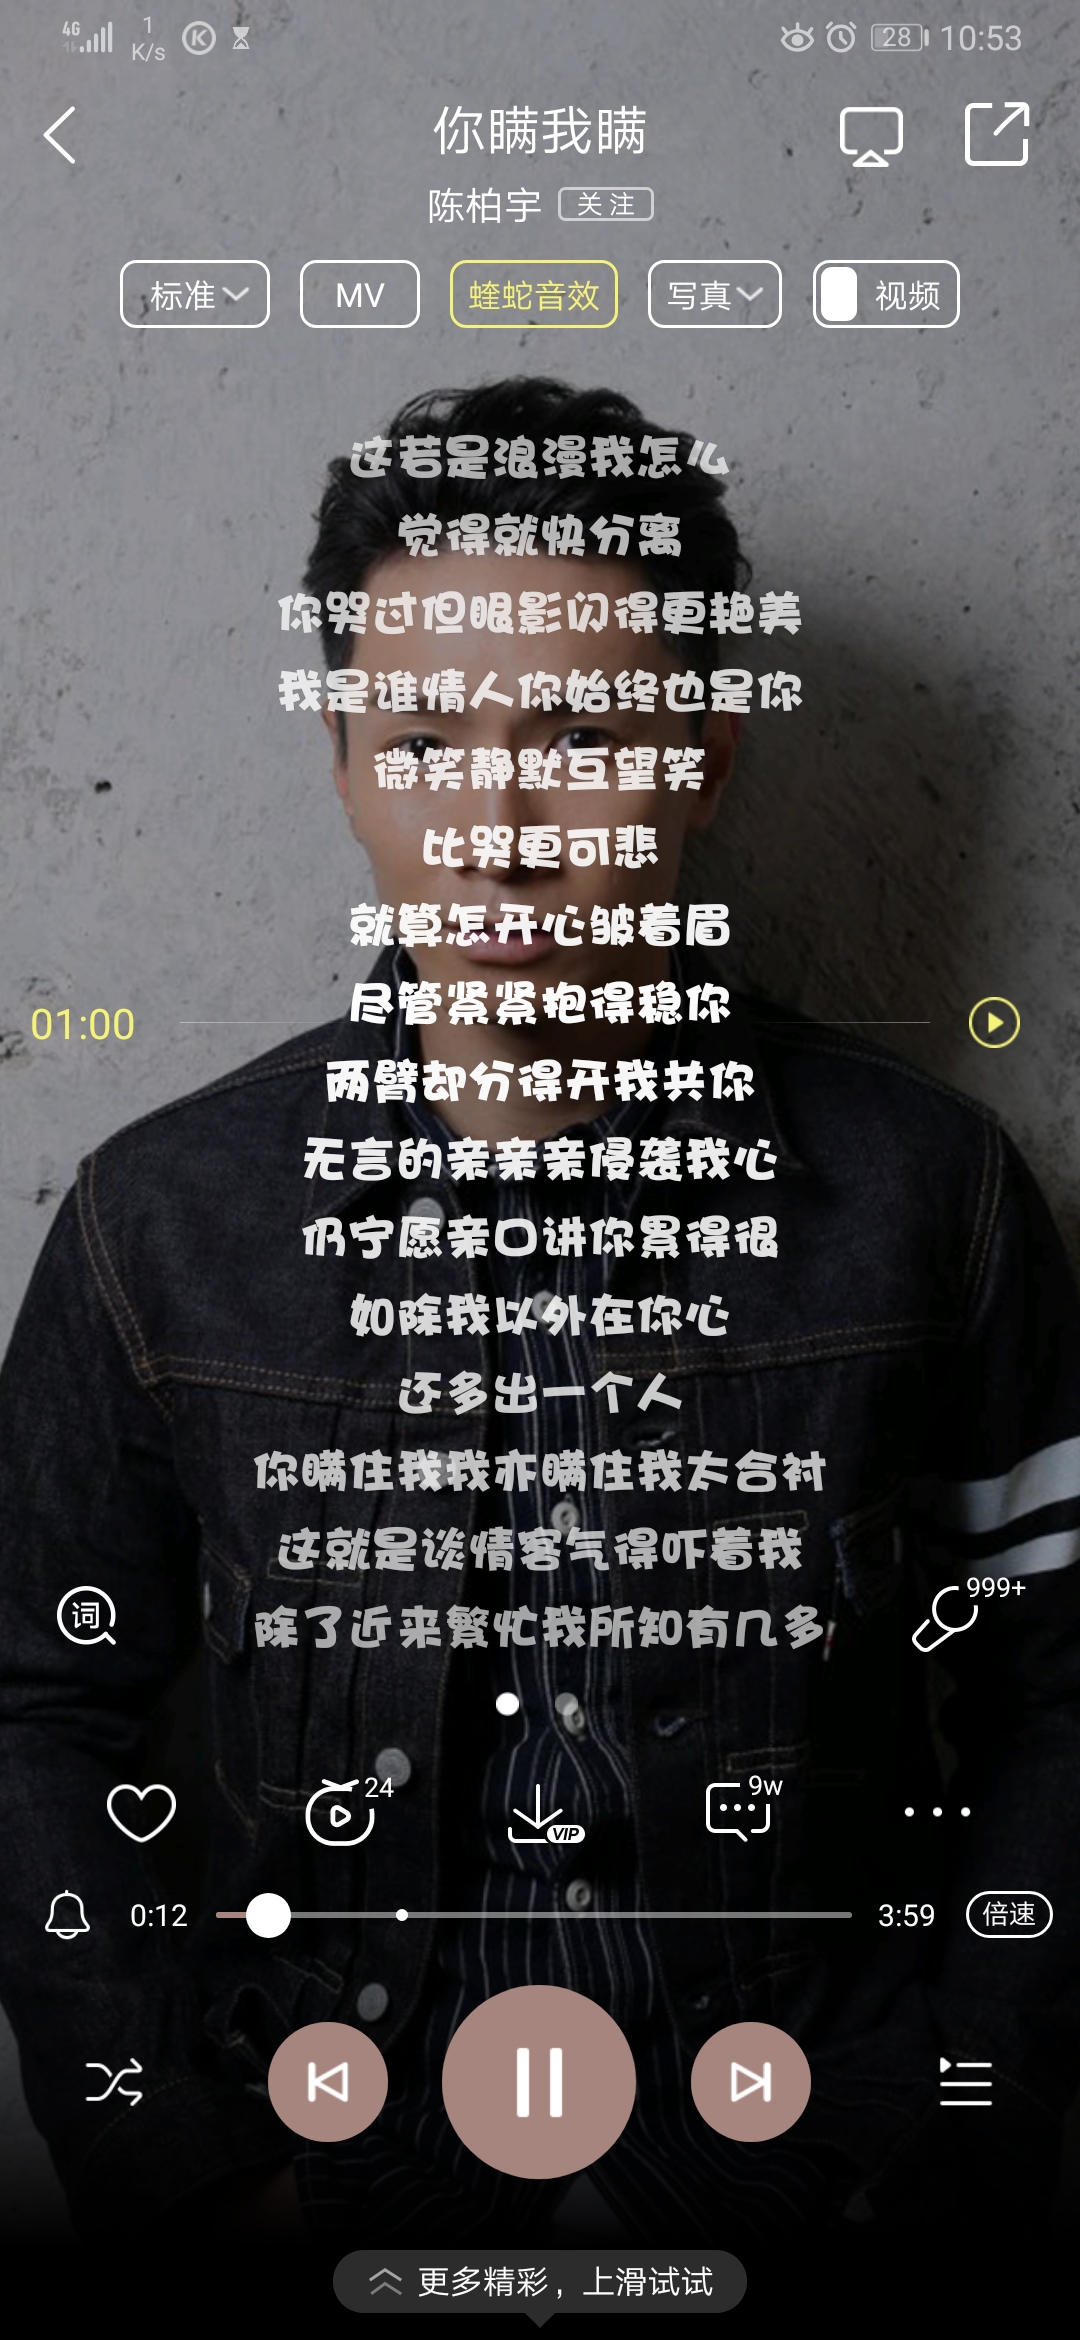 4G
1 K/s
28
10:53
你瞒我瞒
陈柏宇 关注
标准 MV 蝰蛇音效 写真 视频
这若是浪漫我怎么
觉得就快分离
你哭过但眼影闪得更艳美
我是谁情人你始终也是你
微笑静默互望笑
比哭更可悲
就算怎开心皱着眉
尽管紧紧抱得稳你
01:00
两臂却分得开我共你
无言的亲亲亲侵袭我心
仍宁愿亲口讲你累得很
如除我以外在你心
还多出一个人
你瞒住我我亦瞒住我太合衬
这就是谈情客气得吓着我
词
999+
除了近来繁忙我所知有几多
24
VIP
9w
0:12
3:59
倍速
更多精彩，上滑试试